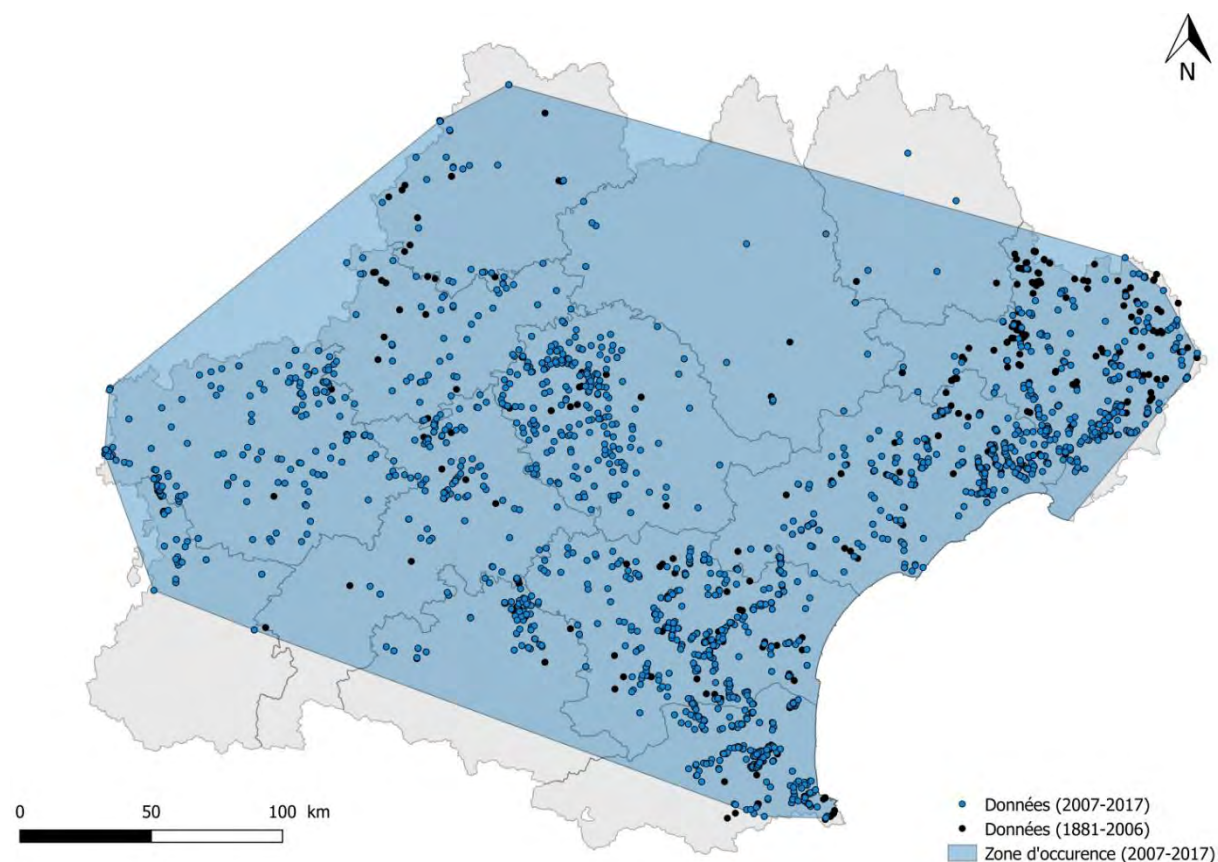 N
0 50 100 km
Données (2007-2017)
Données (1881-2006)
Zone d'occurence (2007-2017)